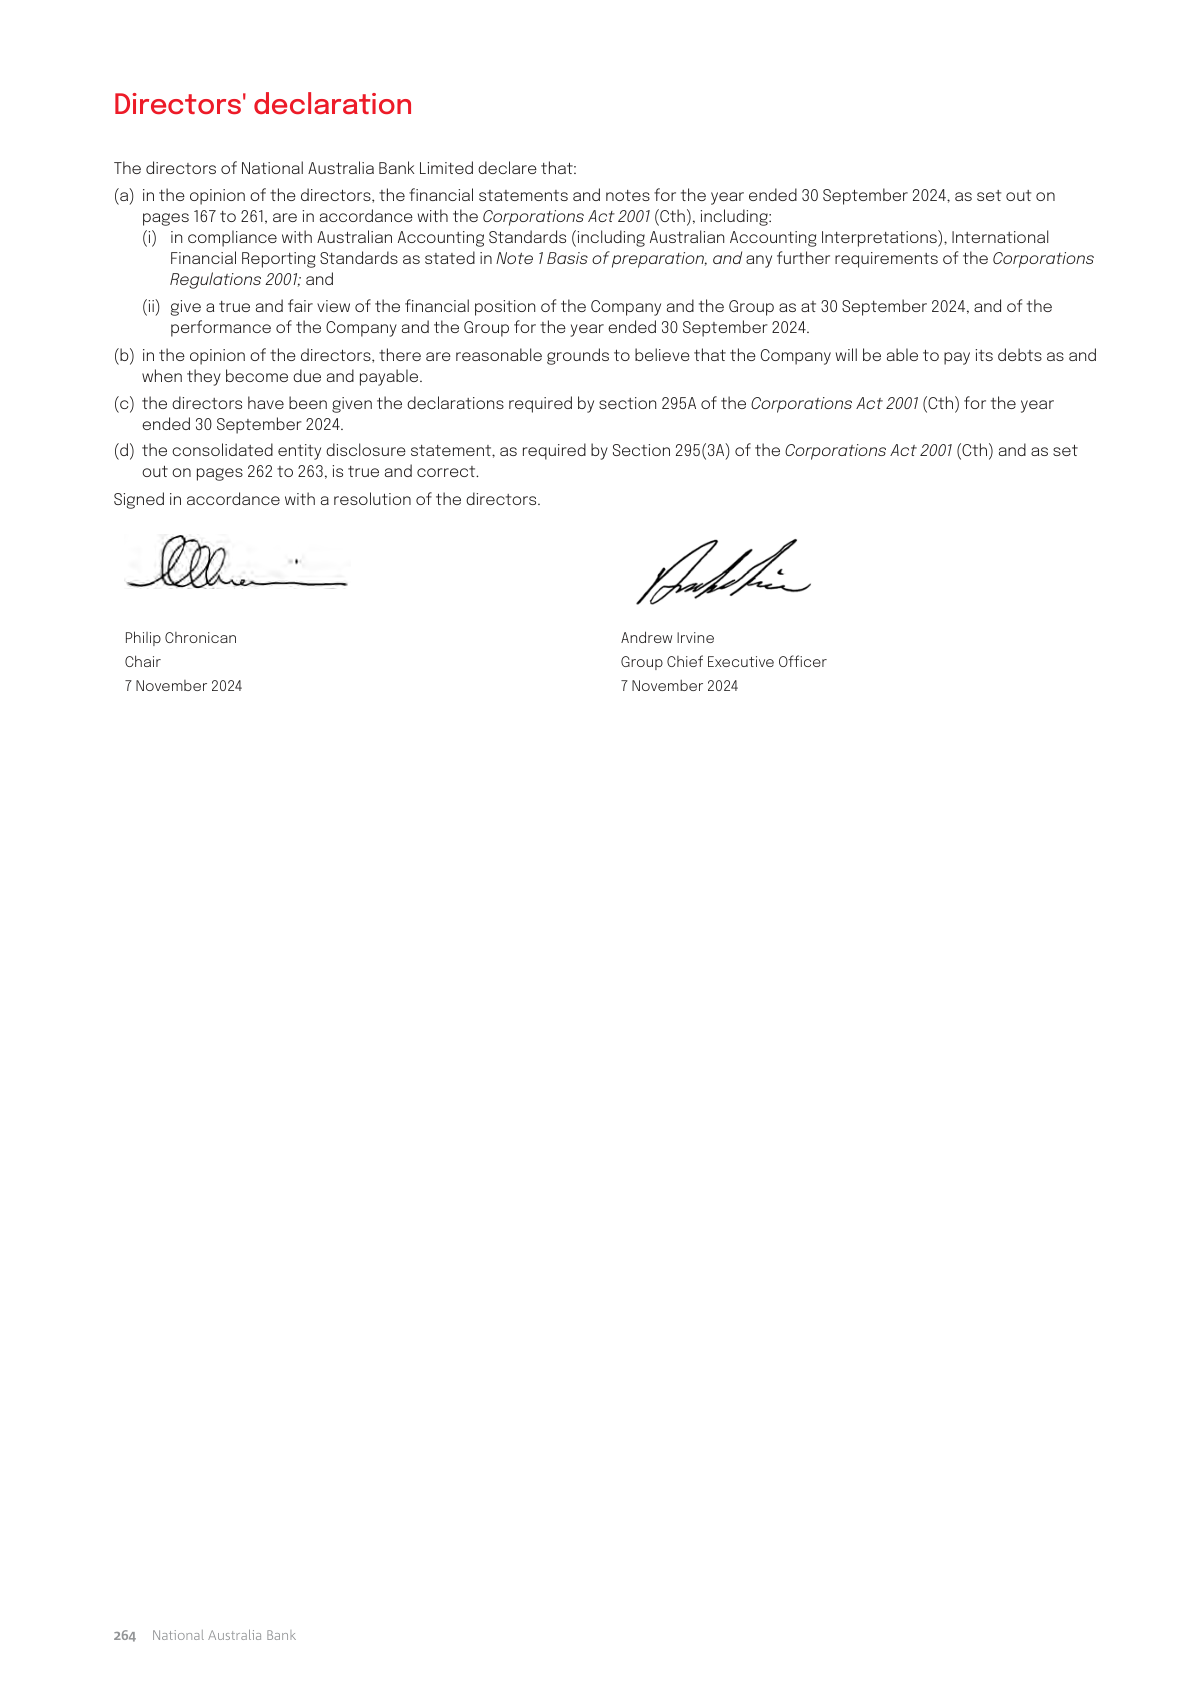 Directors' declaration
The directors of National Australia Bank Limited declare that:
(a) in the opinion of the directors, the financial statements and notes for the year ended 30 September 2024, as set out on
pages 167 to 261, are in accordance with the Corporations Act 2001 (Cth), including:
(i) in compliance with Australian Accounting Standards (including Australian Accounting Interpretations), International
Financial Reporting Standards as stated in Note 1 Basis of preparation, and any further requirements of the Corporations
Regulations 2001; and
(ii) give a true and fair view of the financial position of the Company and the Group as at 30 September 2024, and of the
performance of the Company and the Group for the year ended 30 September 2024.
(b) in the opinion of the directors, there are reasonable grounds to believe that the Company will be able to pay its debts as and
when they become due and payable.
(c) the directors have been given the declarations required by section 295A of the Corporations Act 2001 (Cth) for the year
ended 30 September 2024.
(d) the consolidated entity disclosure statement, as required by Section 295(3A) of the Corporations Act 2001 (Cth) and as set
out on pages 262 to 263, is true and correct.
Signed in accordance with a resolution of the directors.
Philip Chronican
Chair
7 November 2024
Andrew Irvine
Group Chief Executive Officer
7 November 2024
264 National Australia Bank